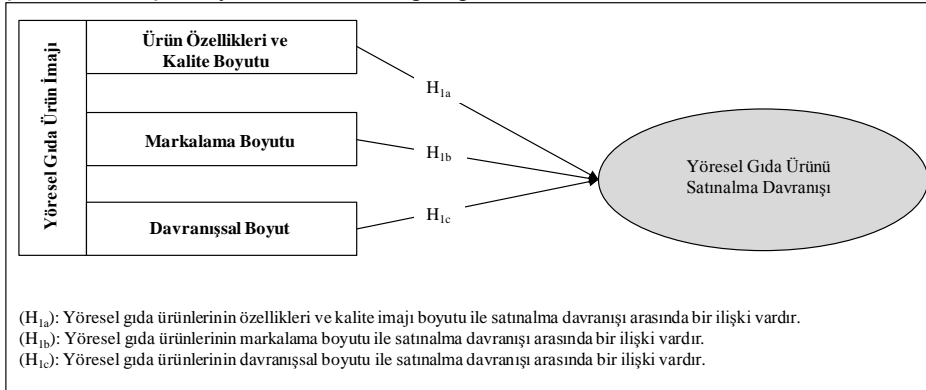 Yöresel Gıda Ürün İmajı
Ürün Özellikleri ve
Kalite Boyutu
Markalama Boyutu
Davranışsal Boyut
H1a
H1b
H1c
Yöresel Gıda Ürünü
Satınalma Davranışı
(H1a): Yöresel gıda ürünlerinin özellikleri ve kalite imajı boyutu ile satınalma davranışı arasında bir ilişki vardır.
(H1b): Yöresel gıda ürünlerinin markalama boyutu ile satınalma davranışı arasında bir ilişki vardır.
(H1c): Yöresel gıda ürünlerinin davranışsal boyutu ile satınalma davranışı arasında bir ilişki vardır.